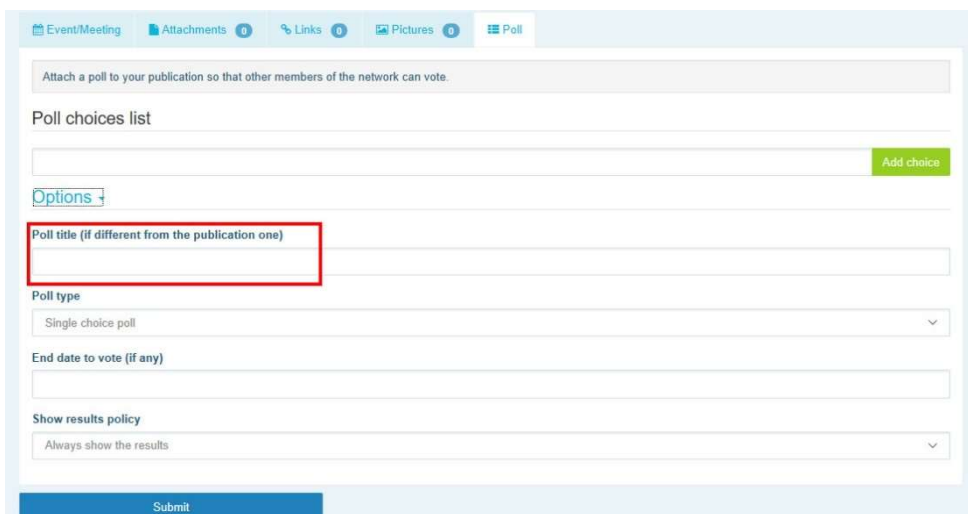 Event/Meeting Attachments 0 Links 0 Pictures 0 Poll
Attach a poll to your publication so that other members of the network can vote.
Poll choices list
Add choice
Options
Poll title (if different from the publication one)
Poll type
Single choice poll
End date to vote (if any)
Show results policy
Always show the results
Submit